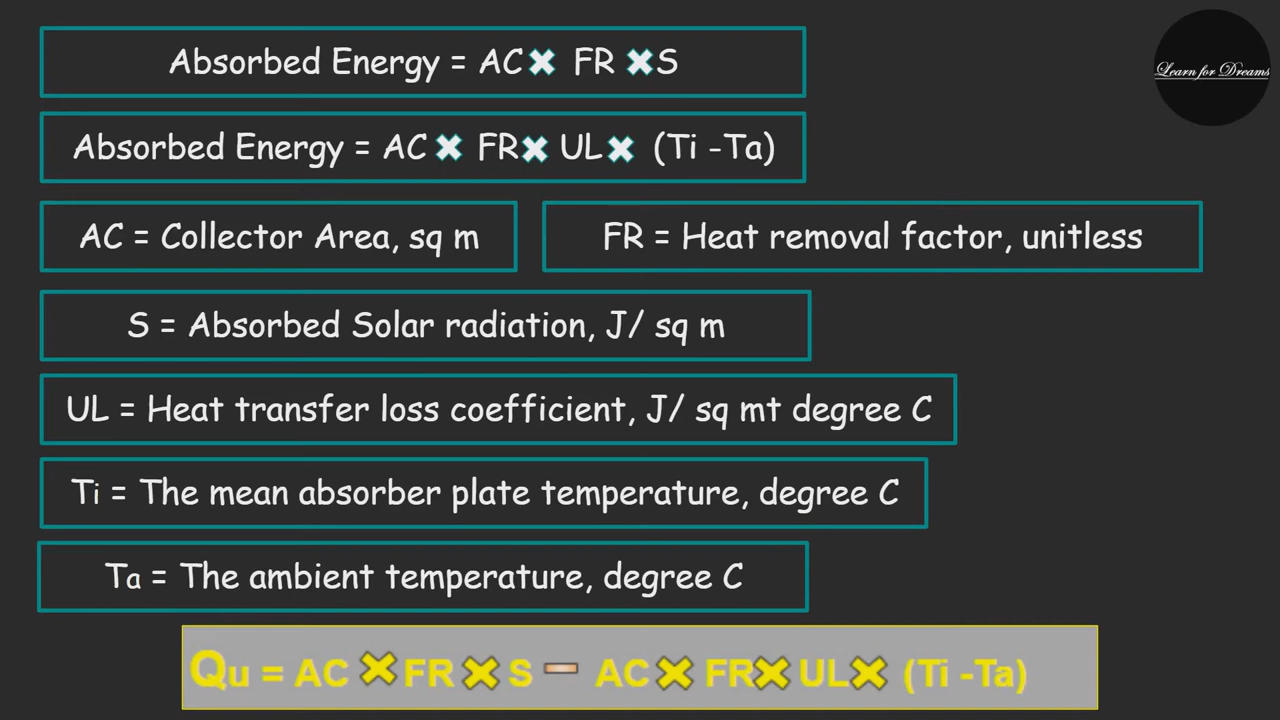 Absorbed Energy = AC✖ FR ✖S
Learn for Dreams
Absorbed Energy = AC✖ FR✖ UL✖ (Ti -Ta)
AC = Collector Area, sq m
FR = Heat removal factor, unitless
S = Absorbed Solar radiation, J/ sq m
UL = Heat transfer loss coefficient, J/ sq mt degree C
Ti = The mean absorber plate temperature, degree C
Ta = The ambient temperature, degree C
Qu = AC ✖ FR ✖ S − AC✖ FR✖ UL✖ (Ti -Ta)